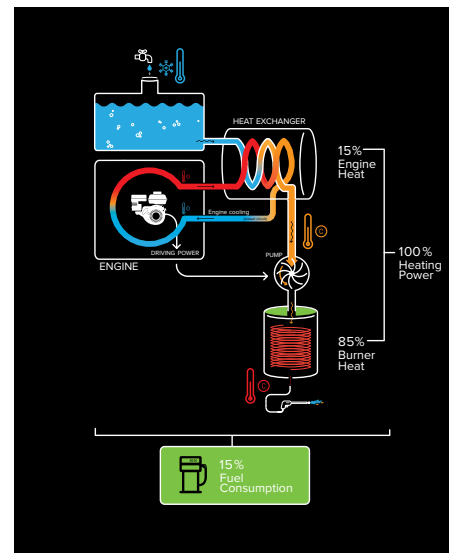 HEAT EXCHANGER
15%
Engine
Heat
Engine cooling
DRIVING POWER
ENGINE
PUMP
C
100%
Heating
Power
85%
Burner
Heat
C
15%
Fuel
Consumption